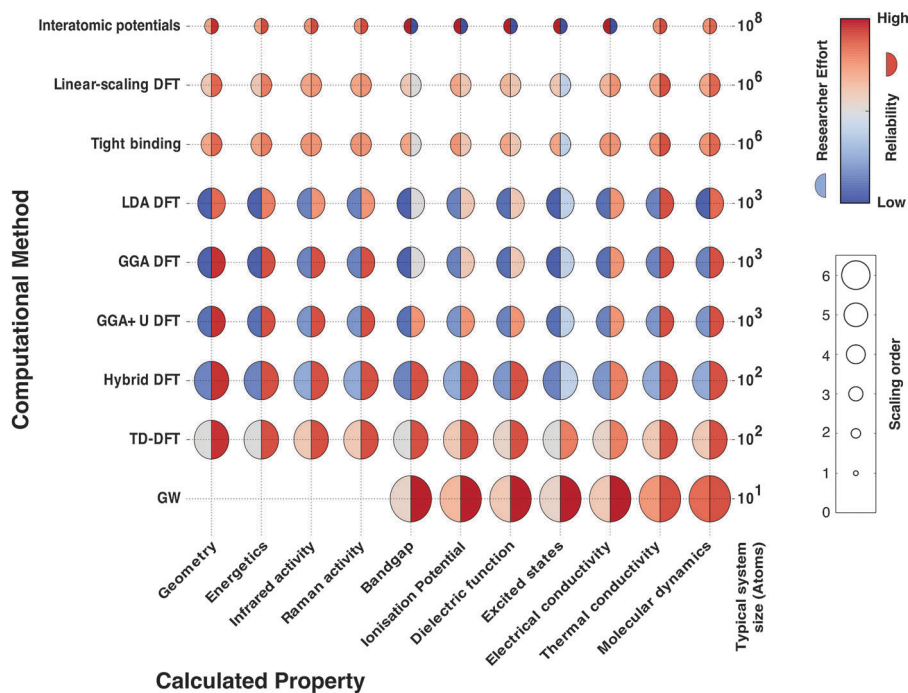 Interatomic potentials
Linear-scaling DFT
Tight binding
LDA DFT
GGA DFT
GGA+ U DFT
Hybrid DFT
TD-DFT
GW
Computational Method
10^8
10^6
10^6
10^3
10^3
10^3
10^2
10^2
10^1
Geometry
Energetics
Infrared activity
Raman activity
Bandgap
Ionisation Potential
Dielectric function
Excited states
Electrical conductivity
Thermal conductivity
Molecular dynamics
Typical system
size (Atoms)
Calculated Property
Researcher Effort
High
Low
Reliability
6
5
4
3
2
1
0
Scaling order